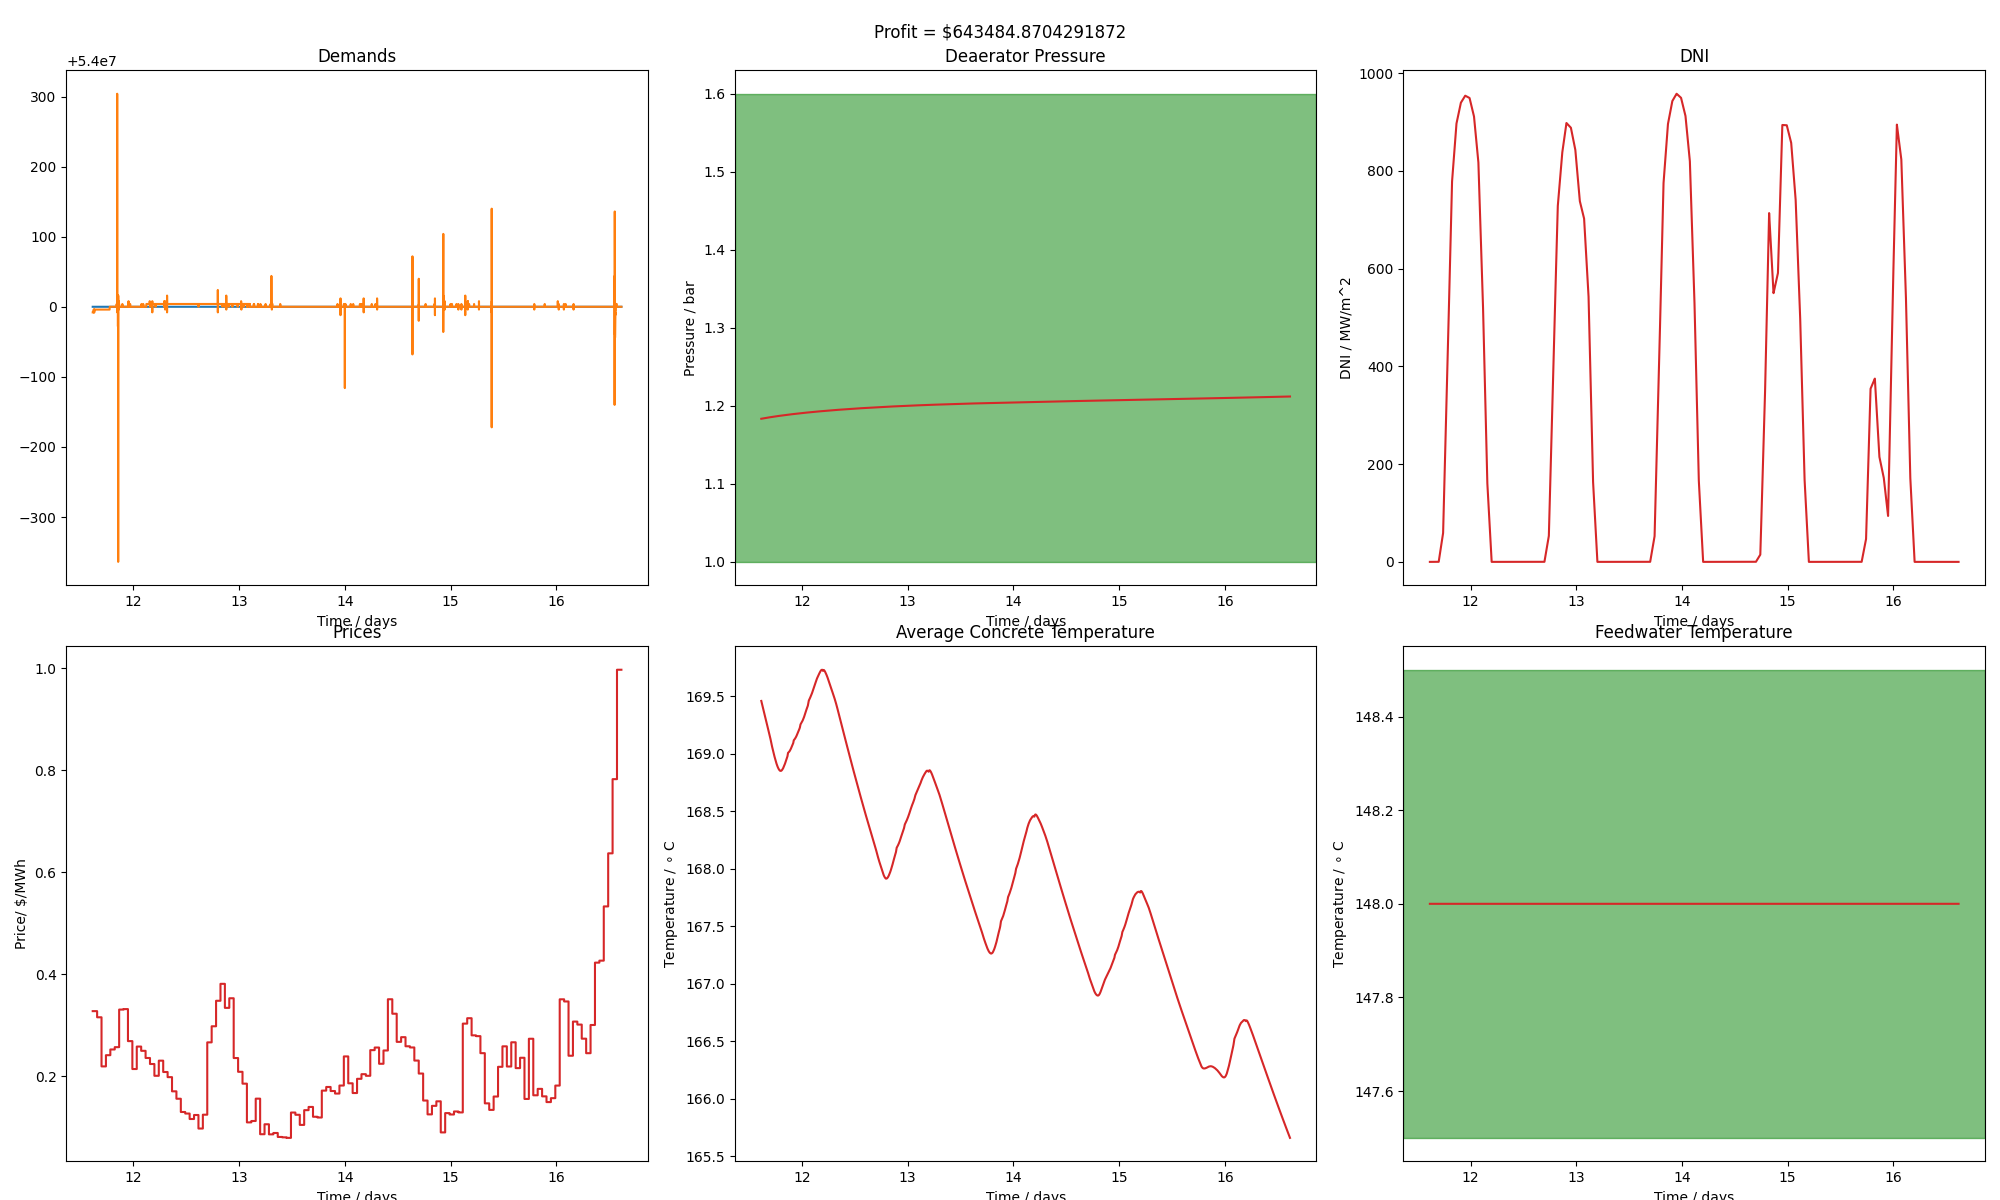 Profit = $643484.8704291872
Demands
+5.4e7
300
200
100
0
−100
−200
−300
12 13 14 15 16
Time / days
Deaerator Pressure
Pressure / bar
1.6
1.5
1.4
1.3
1.2
1.1
1.0
12 13 14 15 16
Time / days
DNI
DNI / MW/m^2
1000
800
600
400
200
0
12 13 14 15 16
Time / days
Prices
Price/ $/MWh
1.0
0.8
0.6
0.4
0.2
12 13 14 15 16
Time / days
Average Concrete Temperature
Temperature / ∘ C
169.5
169.0
168.5
168.0
167.5
167.0
166.5
166.0
165.5
12 13 14 15 16
Time / days
Feedwater Temperature
Temperature / ∘ C
148.4
148.2
148.0
147.8
147.6
12 13 14 15 16
Time / days